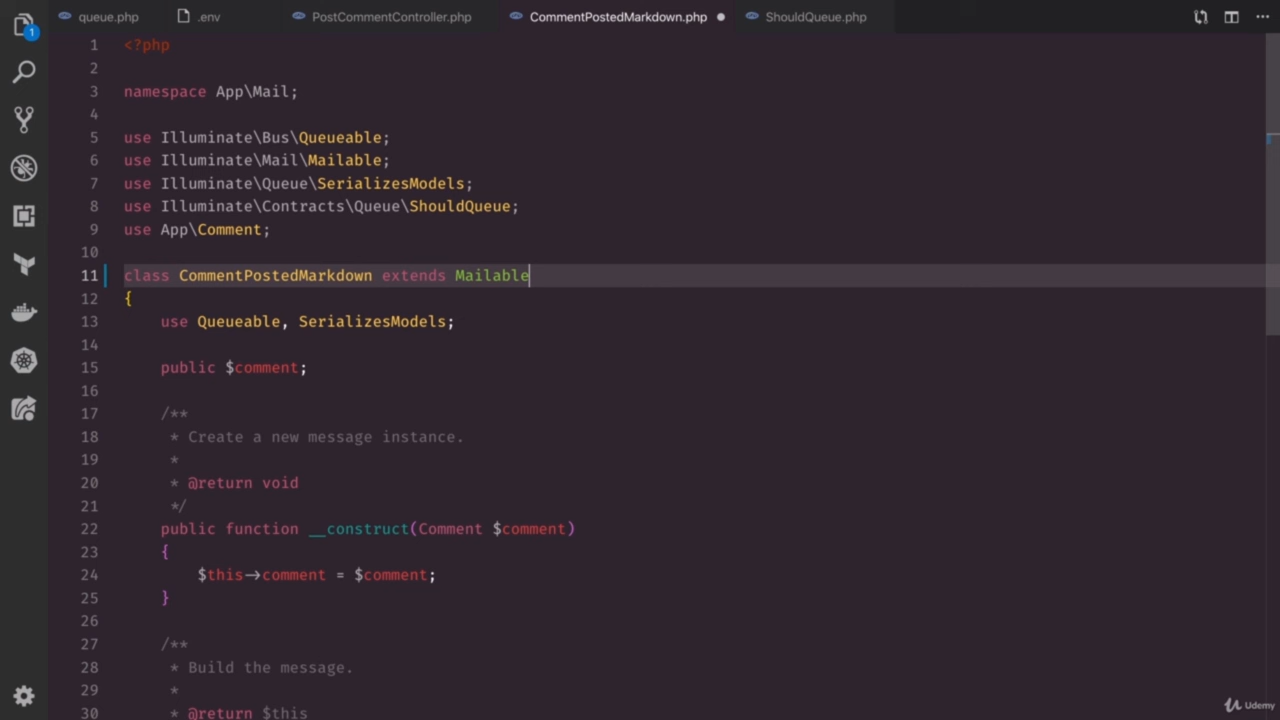 queue.php .env PostCommentController.php CommentPostedMarkdown.php ShouldQueue.php
1
1 <?php
2
3 namespace App\Mail;
4
5 use Illuminate\Bus\Queueable;
6 use Illuminate\Mail\Mailable;
7 use Illuminate\Queue\SerializesModels;
8 use Illuminate\Contracts\Queue\ShouldQueue;
9 use App\Comment;
10
11 class CommentPostedMarkdown extends Mailable
12 {
13 use Queueable, SerializesModels;
14
15 public $comment;
16
17 /**
18 * Create a new message instance.
19 *
20 * @return void
21 */
22 public function __construct(Comment $comment)
23 {
24 $this→comment = $comment;
25 }
26
27 /**
28 * Build the message.
29 *
30 * @return $this
Udemy